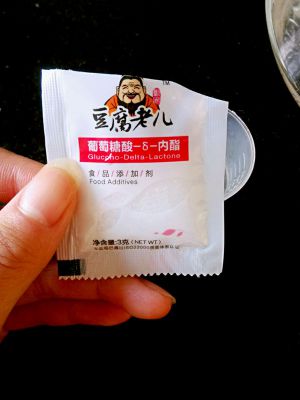 TM
豆腐老儿
葡萄糖酸-δ-内酯
Glucono-Delta-Lactone
食/品/添/加/剂
Food Additives
净含量:3克(NET WT)